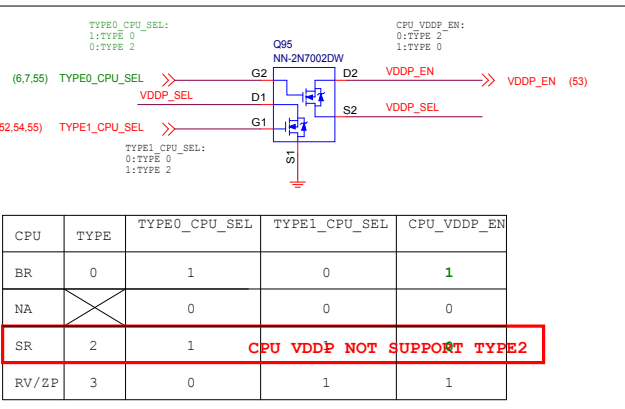 TYPE0_CPU_SEL:
1:TYPE 0
0:TYPE 2
CPU_VDDP_EN:
0:TYPE 2
1:TYPE 0
Q95
NN-2N7002DW
(6,7,55) TYPE0_CPU_SEL G2 D2 VDDP_EN VDDP_EN (53)
VDDP_SEL D1 S2 VDDP_SEL
52,54,55) TYPE1_CPU_SEL G1
S1
TYPE1_CPU_SEL:
0:TYPE 0
1:TYPE 2
CPU TYPE TYPE0_CPU_SEL TYPE1_CPU_SEL CPU_VDDP_EN
BR 0 1 0 1
NA 0 0 0
SR 2 1 1 0
CPU VDDP NOT SUPPORT TYPE2
RV/ZP 3 0 1 1